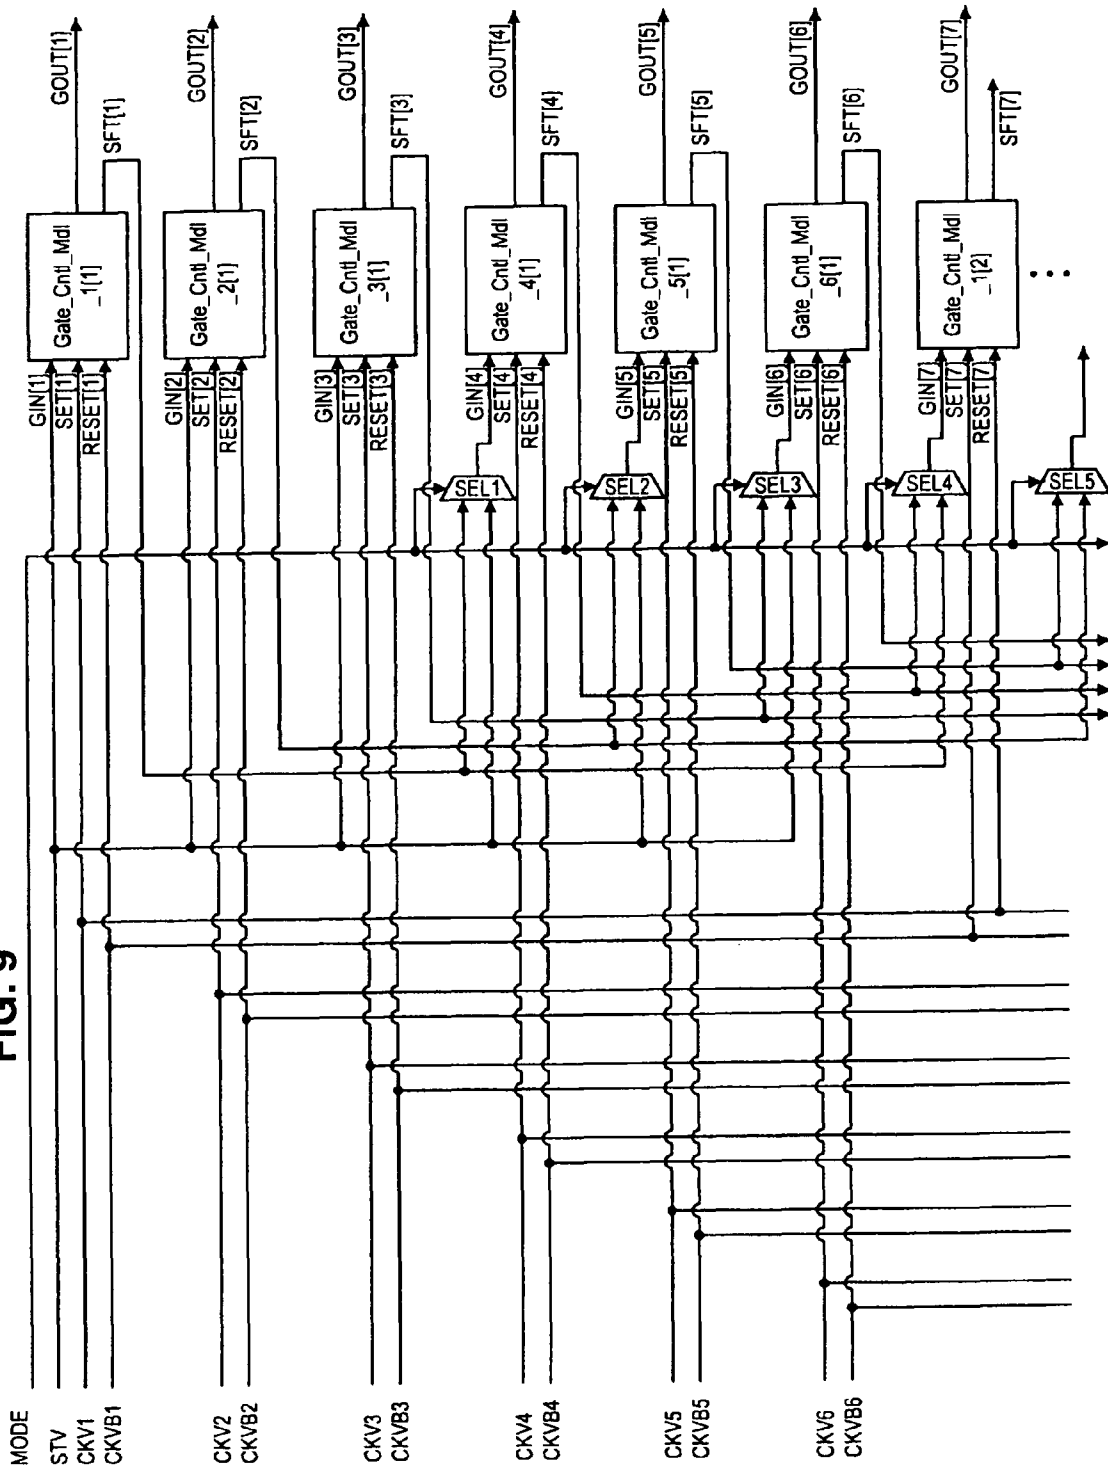 FIG. 9
MODE
STV
CKV1
CKVB1
CKV2
CKVB2
CKV3
CKVB3
CKV4
CKVB4
CKV5
CKVB5
CKV6
CKVB6
GIN[1]
SET[1]
RESET[1]
Gate_Cntl_Mdl
_1[1]
GOUT[1]
SFT[1]
GIN[2]
SET[2]
RESET[2]
Gate_Cntl_Mdl
_2[1]
GOUT[2]
SFT[2]
GIN[3]
SET[3]
RESET[3]
Gate_Cntl_Mdl
_3[1]
GOUT[3]
SFT[3]
SEL1
GIN[4]
SET[4]
RESET[4]
Gate_Cntl_Mdl
_4[1]
GOUT[4]
SFT[4]
SEL2
GIN[5]
SET[5]
RESET[5]
Gate_Cntl_Mdl
_5[1]
GOUT[5]
SFT[5]
SEL3
GIN[6]
SET[6]
RESET[6]
Gate_Cntl_Mdl
_6[1]
GOUT[6]
SFT[6]
SEL4
GIN[7]
SET[7]
RESET[7]
Gate_Cntl_Mdl
_1[2]
GOUT[7]
SFT[7]
SEL5